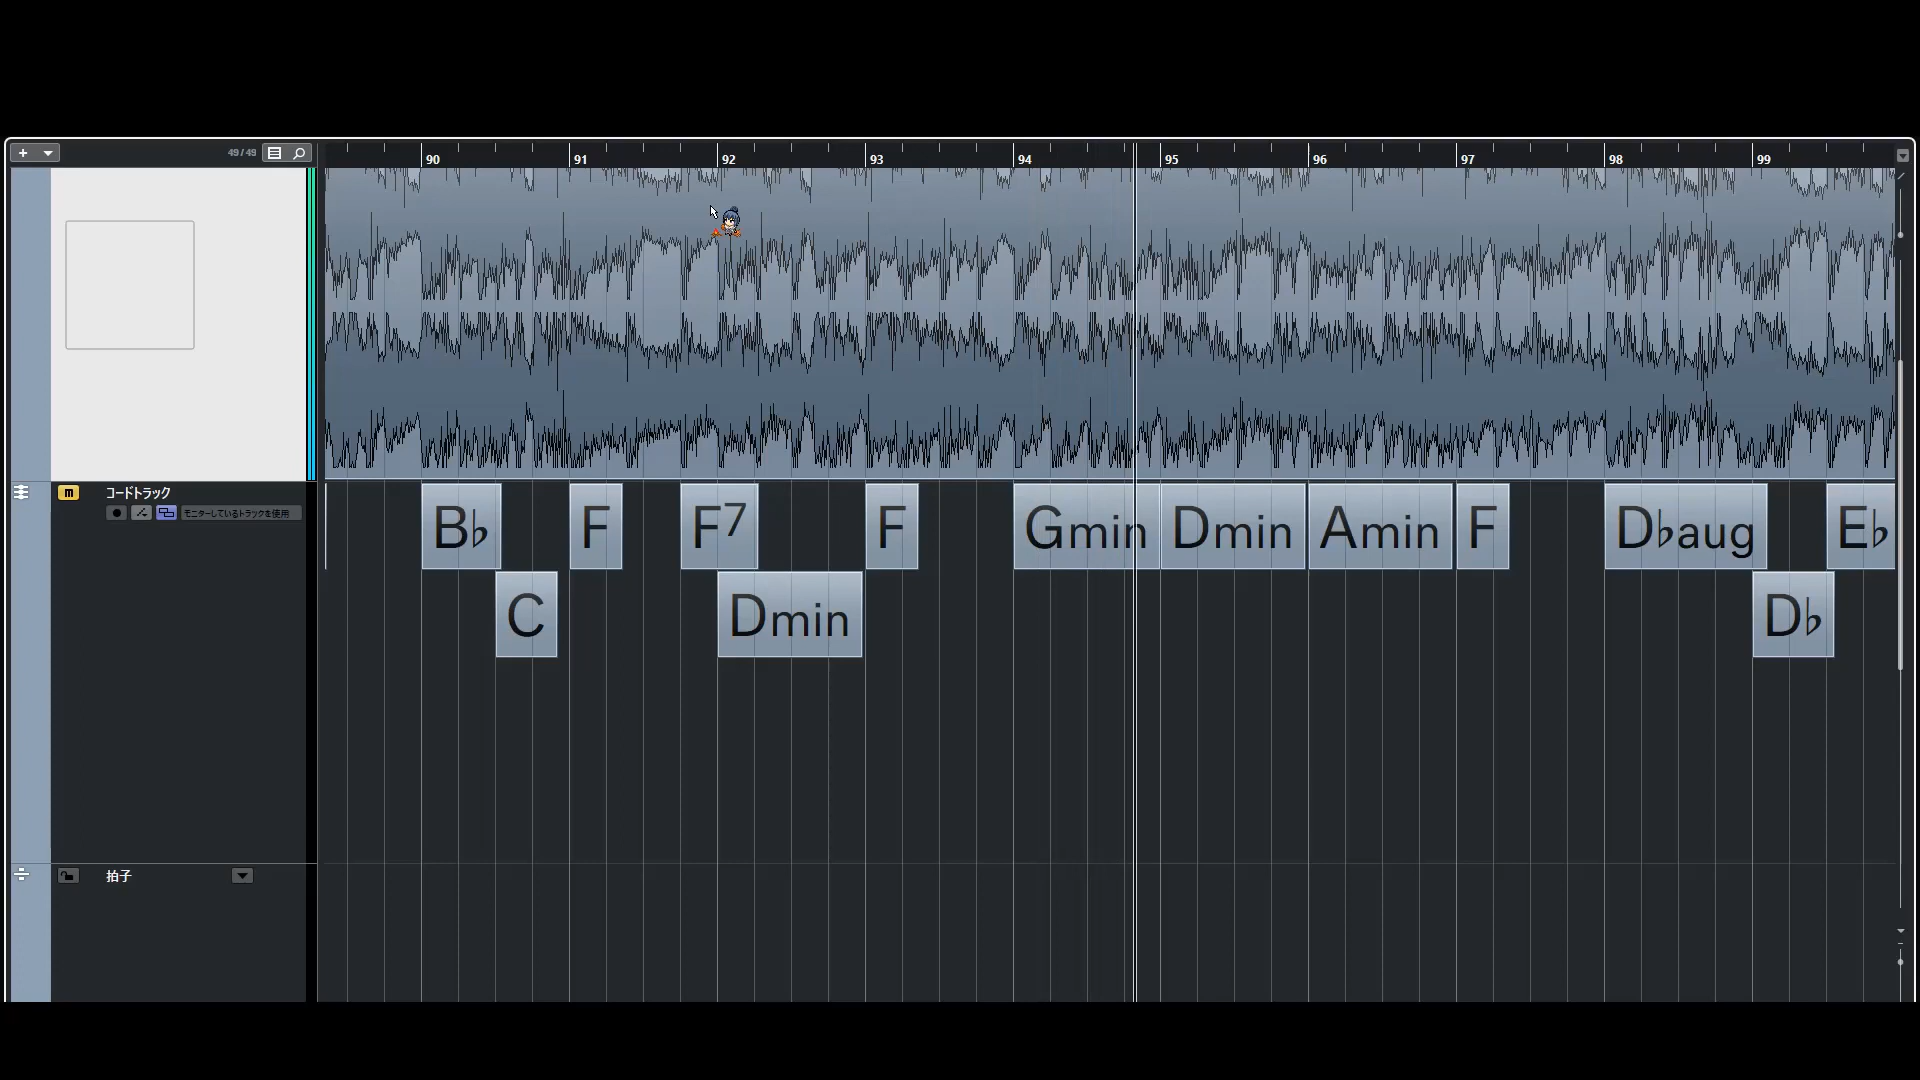 49 / 49
90 91 92 93 94 95 96 97 98 99
m コードトラック
モニターしているトラックを使用
B♭ F F7 F Gmin Dmin Amin F D♭aug E♭
C Dmin D♭
拍子